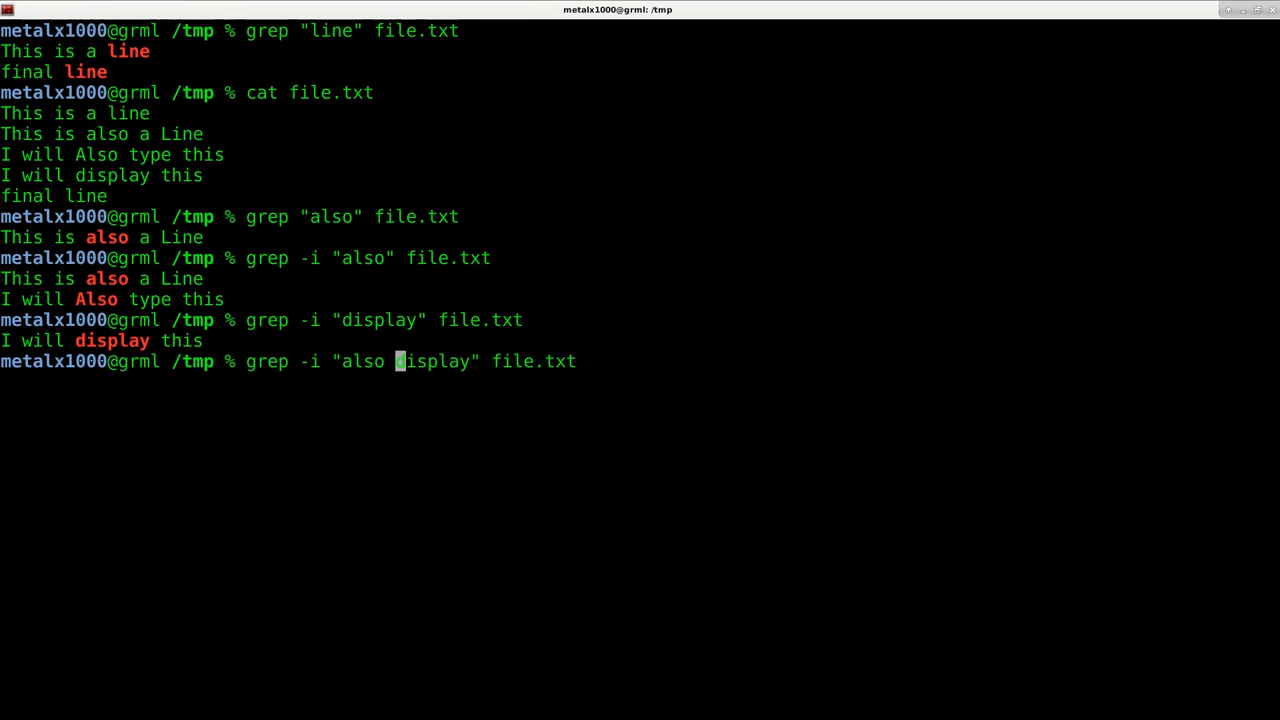 metalx1000@grml: /tmp
metalx1000@grml /tmp % grep "line" file.txt
This is a line
final line
metalx1000@grml /tmp % cat file.txt
This is a line
This is also a Line
I will Also type this
I will display this
final line
metalx1000@grml /tmp % grep "also" file.txt
This is also a Line
metalx1000@grml /tmp % grep -i "also" file.txt
This is also a Line
I will Also type this
metalx1000@grml /tmp % grep -i "display" file.txt
I will display this
metalx1000@grml /tmp % grep -i "also display" file.txt